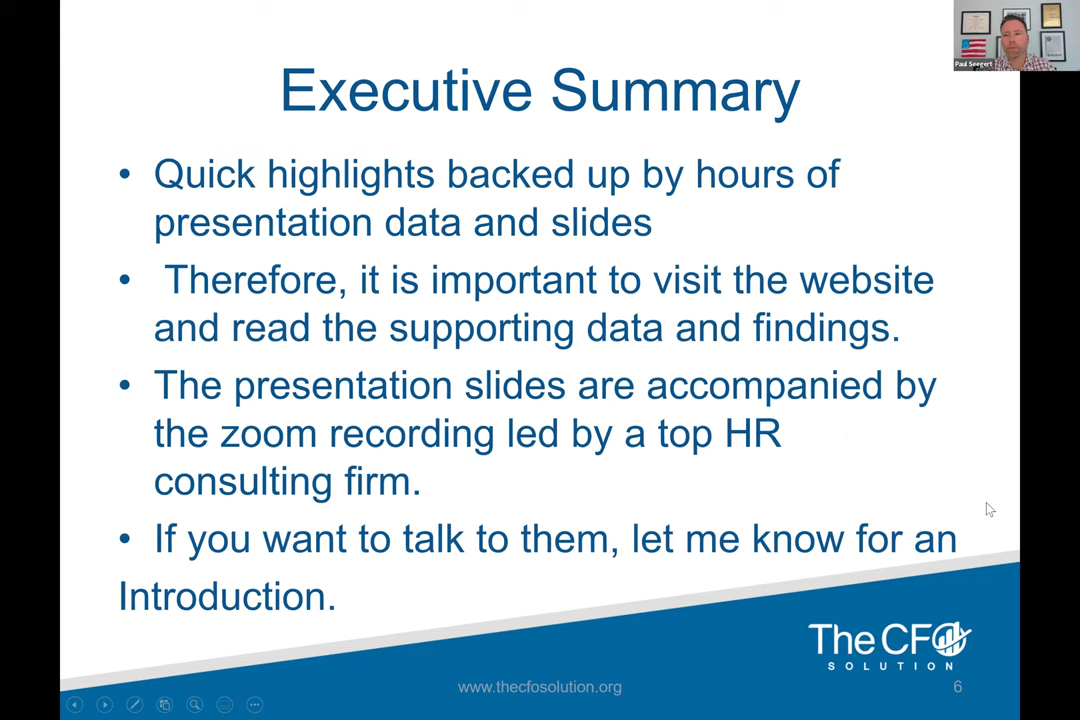 Paul Seegert
Executive Summary
• Quick highlights backed up by hours of
presentation data and slides
• Therefore, it is important to visit the website
and read the supporting data and findings.
• The presentation slides are accompanied by
the zoom recording led by a top HR
consulting firm.
• If you want to talk to them, let me know for an
Introduction.
The CFO
SOLUTION
www.thecfosolution.org
6